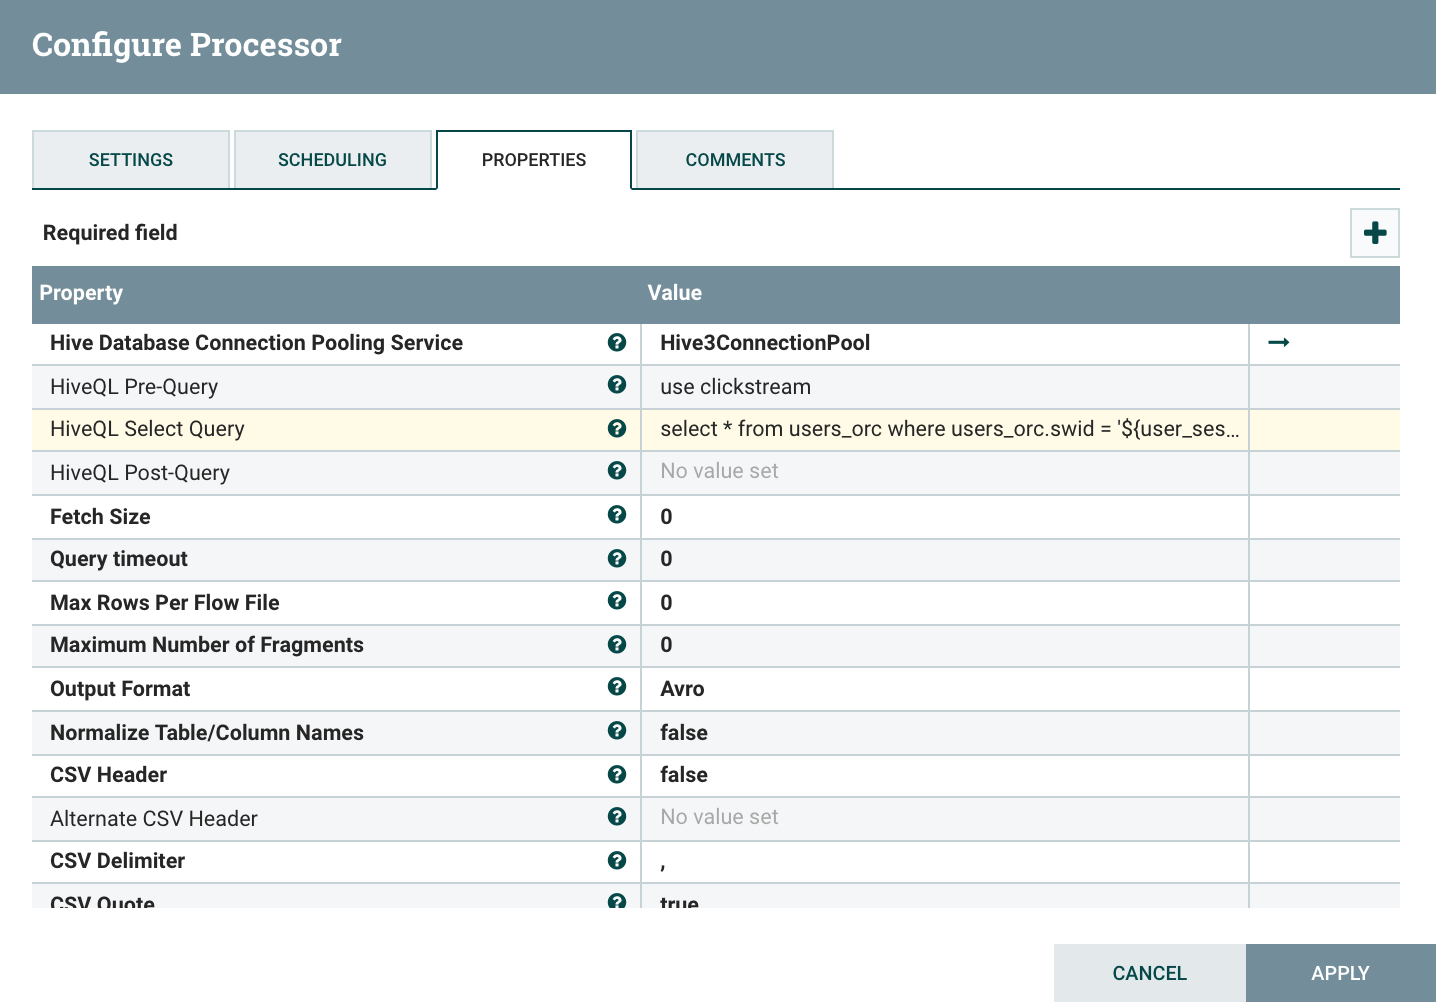 Configure Processor
SETTINGS SCHEDULING PROPERTIES COMMENTS
Required field
Property Value
Hive Database Connection Pooling Service Hive3ConnectionPool
HiveQL Pre-Query use clickstream
HiveQL Select Query select * from users_orc where users_orc.swid = '${user_ses...
HiveQL Post-Query No value set
Fetch Size 0
Query timeout 0
Max Rows Per Flow File 0
Maximum Number of Fragments 0
Output Format Avro
Normalize Table/Column Names false
CSV Header false
Alternate CSV Header No value set
CSV Delimiter ,
CSV Quote true
CANCEL APPLY